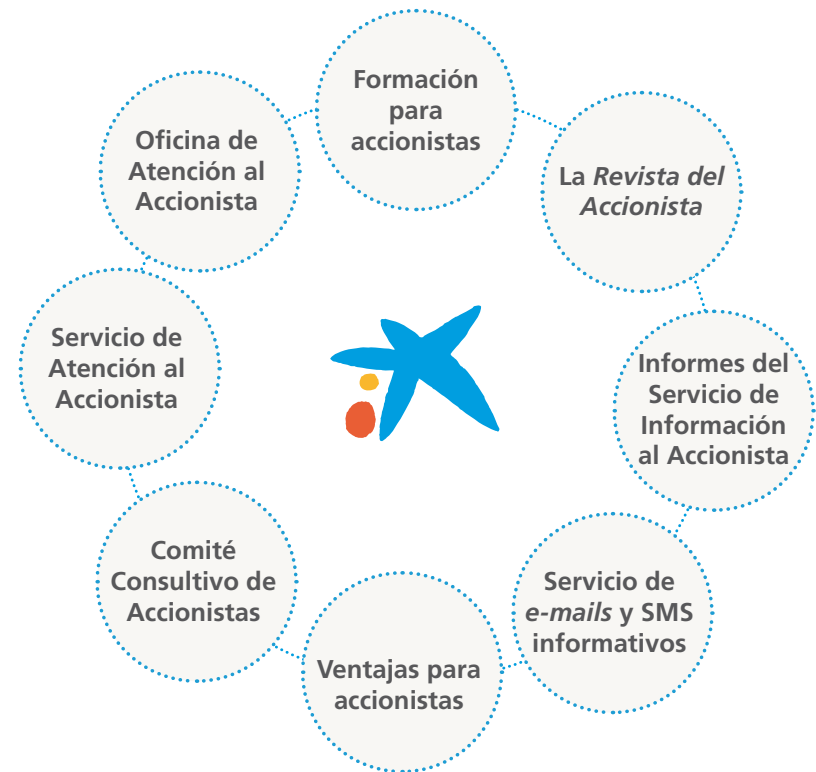 Formación
para
accionistas
La Revista del
Accionista
Informes del
Servicio de
Información
al Accionista
Servicio de
e-mails y SMS
informativos
Ventajas para
accionistas
Comité
Consultivo de
Accionistas
Servicio de
Atención al
Accionista
Oficina de
Atención al
Accionista